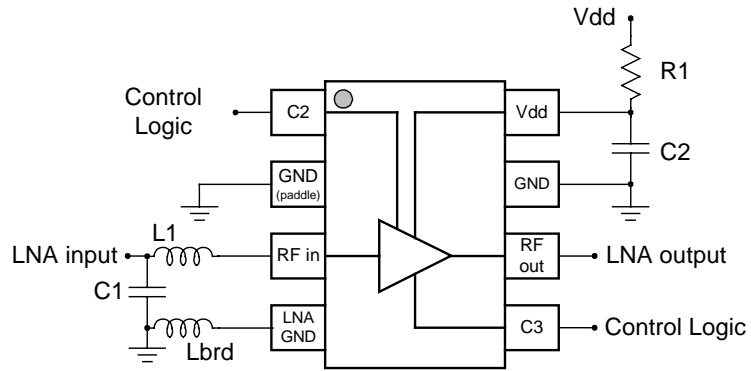 Vdd
R1
Control
Logic
C2
Vdd
C2
GND
(paddle)
GND
L1
LNA input
RF in
RF
out
LNA output
C1
LNA
GND
C3
Control Logic
Lbrd